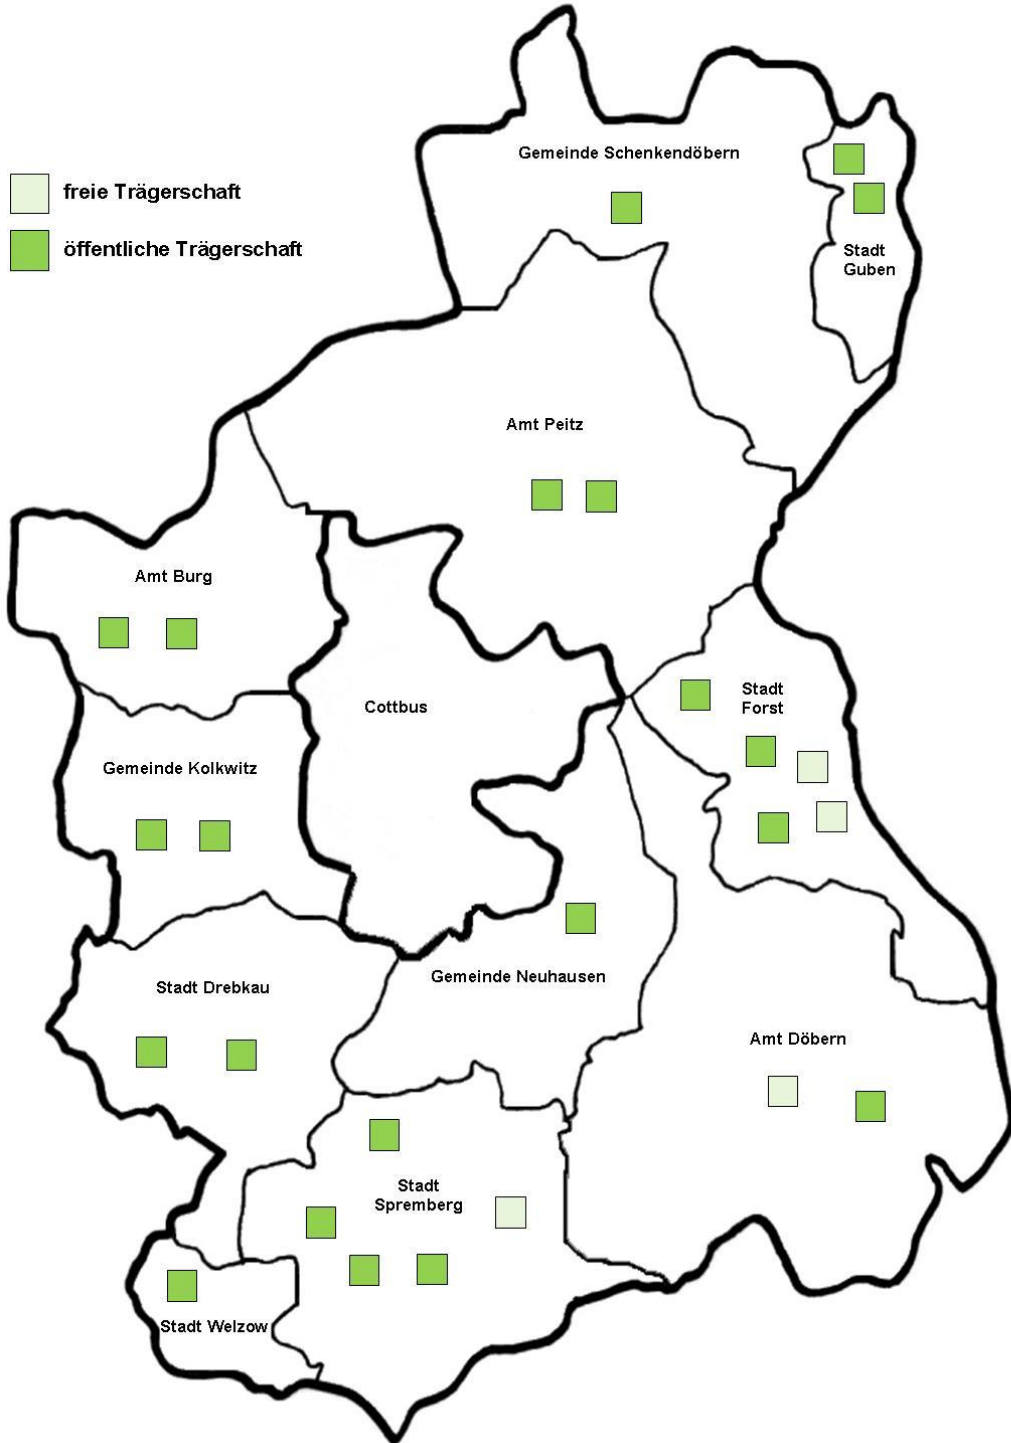 Gemeinde Schenkendöbern
freie Trägerschaft
öffentliche Trägerschaft
Stadt
Guben
Amt Peitz
Amt Burg
Stadt
Forst
Cottbus
Gemeinde Kolkwitz
Gemeinde Neuhausen
Stadt Drebkau
Amt Döbern
Stadt
Spremberg
Stadt Welzow